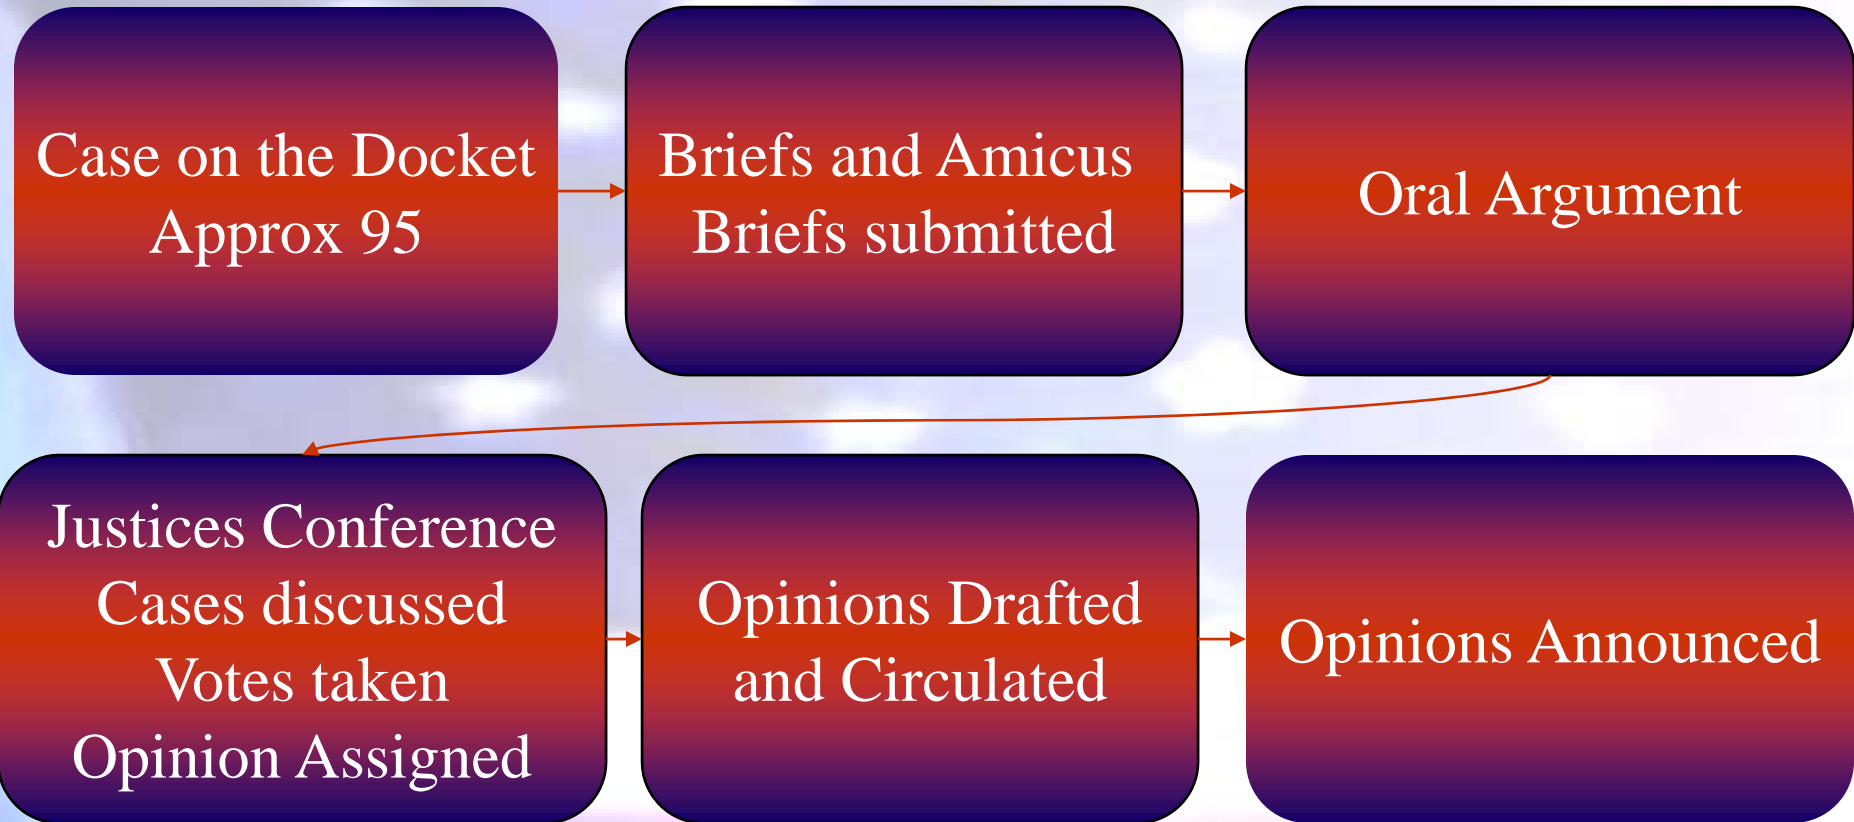 Case on the Docket
Approx 95
Briefs and Amicus
Briefs submitted
Oral Argument
Justices Conference
Cases discussed
Votes taken
Opinion Assigned
Opinions Drafted
and Circulated
Opinions Announced